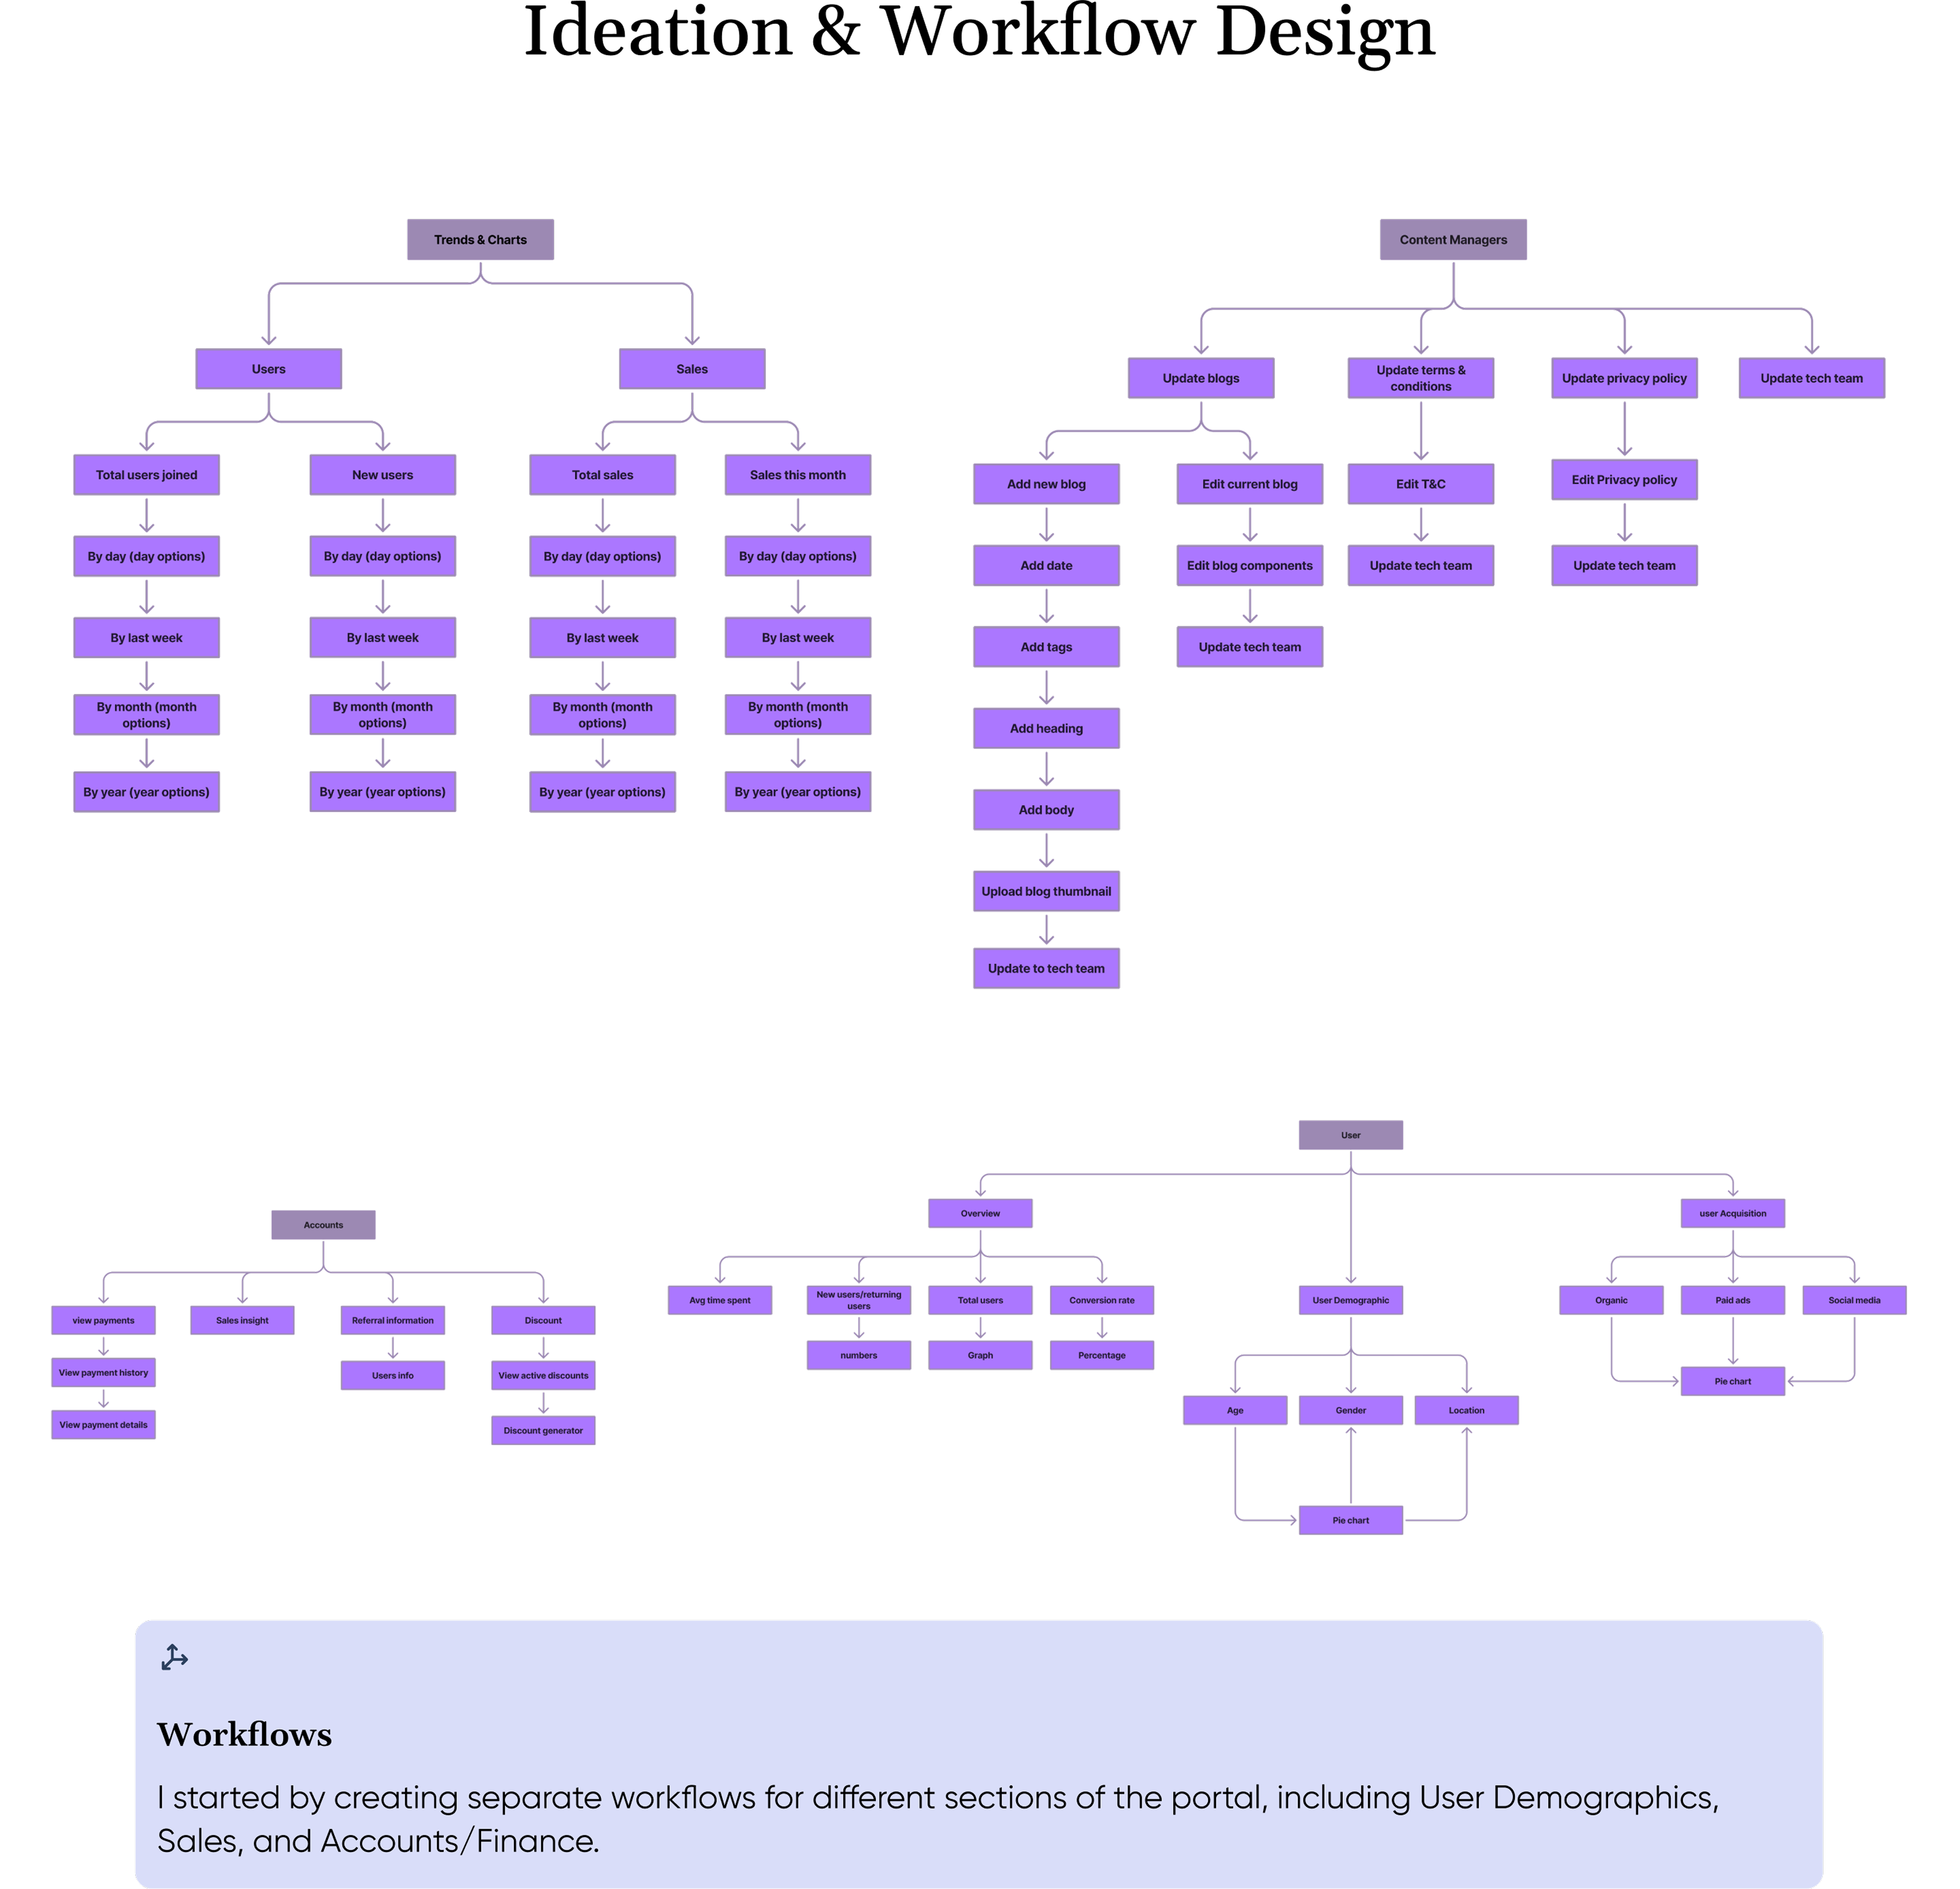 Ideation & Workflow Design
Trends & Charts
Users
Sales
Total users joined
New users
Total sales
Sales this month
By day (day options)
By day (day options)
By day (day options)
By day (day options)
By last week
By last week
By last week
By last week
By month (month
options)
By month (month
options)
By month (month
options)
By month (month
options)
By year (year options)
By year (year options)
By year (year options)
By year (year options)
Content Managers
Update blogs
Update terms &
conditions
Update privacy policy
Update tech team
Add new blog
Edit current blog
Edit T&C
Edit Privacy policy
Add date
Edit blog components
Update tech team
Update tech team
Add tags
Update tech team
Add heading
Add body
Upload blog thumbnail
Update to tech team
Accounts
view payments
Sales insight
Referral information
Discount
View payment history
Users info
View active discounts
View payment details
Discount generator
User
Overview
user Acquisition
Avg time spent
New users/returning
users
Total users
Conversion rate
User Demographic
Organic
Paid ads
Social media
numbers
Graph
Percentage
Pie chart
Age
Gender
Location
Pie chart
Workflows
I started by creating separate workflows for different sections of the portal, including User Demographics,
Sales, and Accounts/Finance.